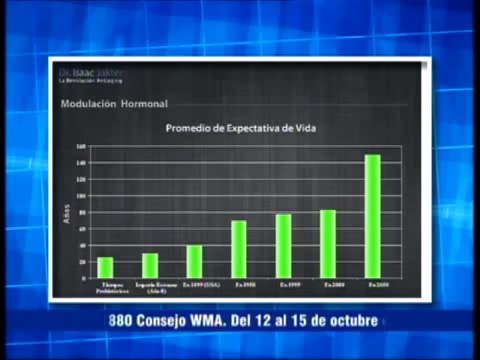 Dr. Isaac Jakter
La Revolución Antiaging
Modulación Hormonal
Promedio de Expectativa de Vida
Años
160
140
120
100
80
60
40
20
0
Tiempos Prehistóricos
Imperio Romano
En 1899 (USA)
En 1950
En 1999
En 2000
880 Consejo WMA. Del 12 al 15 de octubre